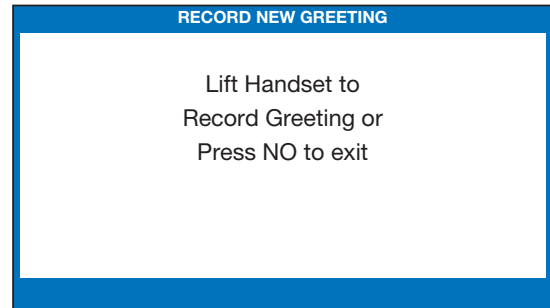 RECORD NEW GREETING
Lift Handset to
Record Greeting or
Press NO to exit